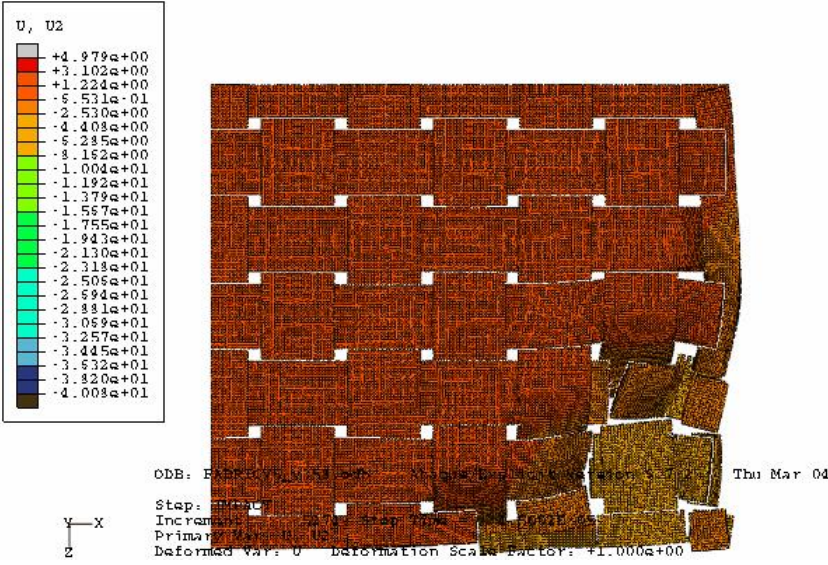 U, U2
+4.979e+00
+3.102e+00
+1.224e+00
-6.531e-01
-2.530e+00
-4.408e+00
-6.285e+00
-8.162e+00
-1.004e+01
-1.192e+01
-1.379e+01
-1.567e+01
-1.755e+01
-1.943e+01
-2.130e+01
-2.318e+01
-2.506e+01
-2.694e+01
-2.881e+01
-3.069e+01
-3.257e+01
-3.445e+01
-3.632e+01
-3.820e+01
-4.008e+01
ODB: Thu Mar 04
Step:
Y X
Increment
Z
Primary Var: U, U2
Deformed Var: U Deformation Scale Factor: +1.000e+00